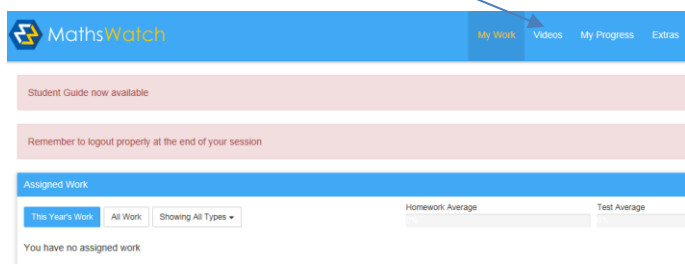 MathsWatch
My Work Videos My Progress Extras
Student Guide now available
Remember to logout properly at the end of your session
Assigned Work
This Year's Work All Work Showing All Types
Homework Average Test Average
You have no assigned work